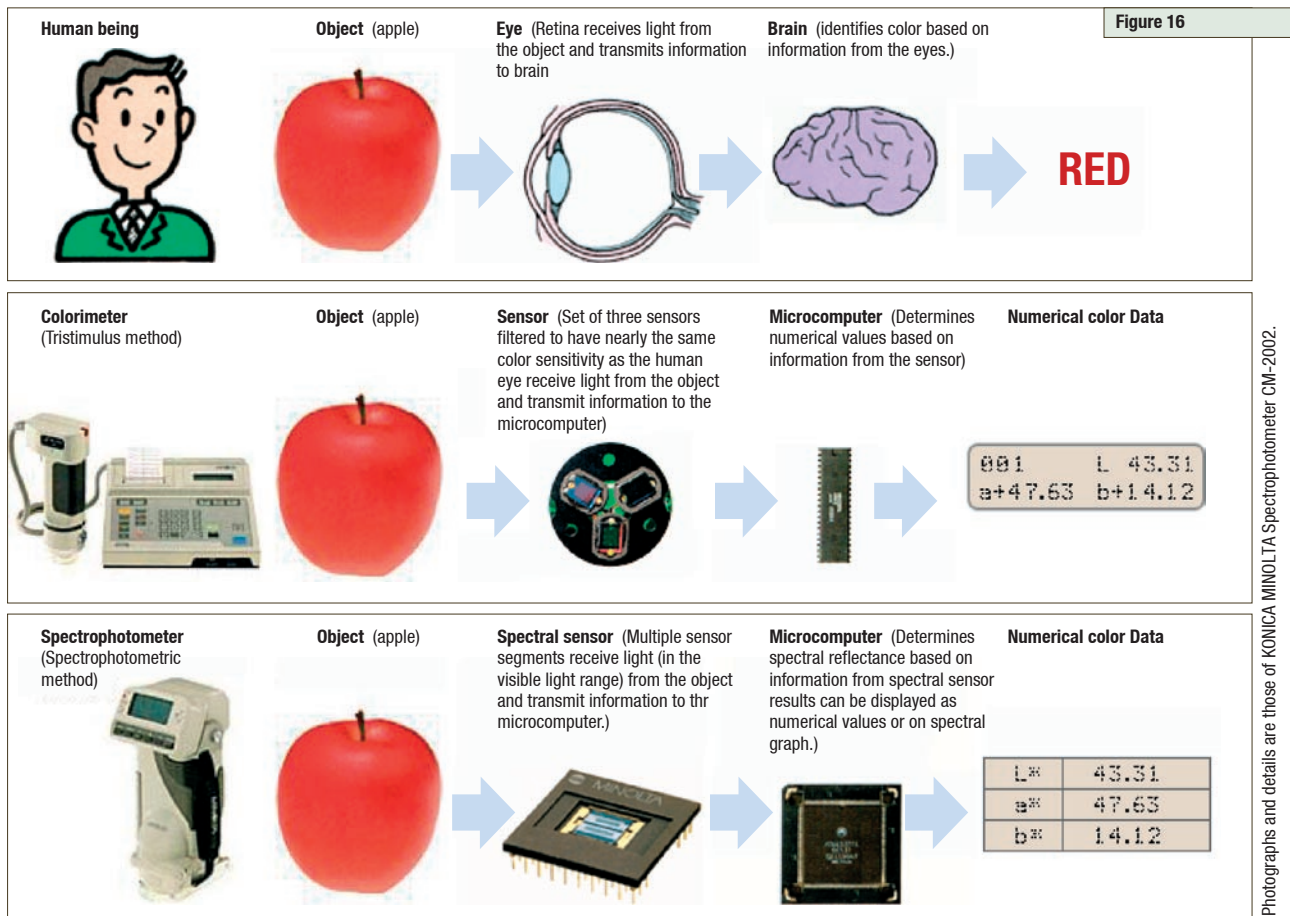 Figure 16
Human being
Object (apple)
Eye (Retina receives light from
the object and transmits information
to brain
Brain (identifies color based on
information from the eyes.)
RED
Colorimeter
(Tristimulus method)
Object (apple)
Sensor (Set of three sensors
filtered to have nearly the same
color sensitivity as the human
eye receive light from the object
and transmit information to the
microcomputer)
Microcomputer (Determines
numerical values based on
information from the sensor)
Numerical color Data
001 L 43.31
a+47.63 b+14.12
Spectrophotometer
(Spectrophotometric
method)
Object (apple)
Spectral sensor (Multiple sensor
segments receive light (in the
visible light range) from the object
and transmit information to thr
microcomputer.)
MINOLTA
Microcomputer (Determines
spectral reflectance based on
information from spectral sensor
results can be displayed as
numerical values or on spectral
graph.)
Numerical color Data
L* 43.31
a* 47.63
b* 14.12
Photographs and details are those of KONICA MINOLTA Spectrophotometer CM-2002.